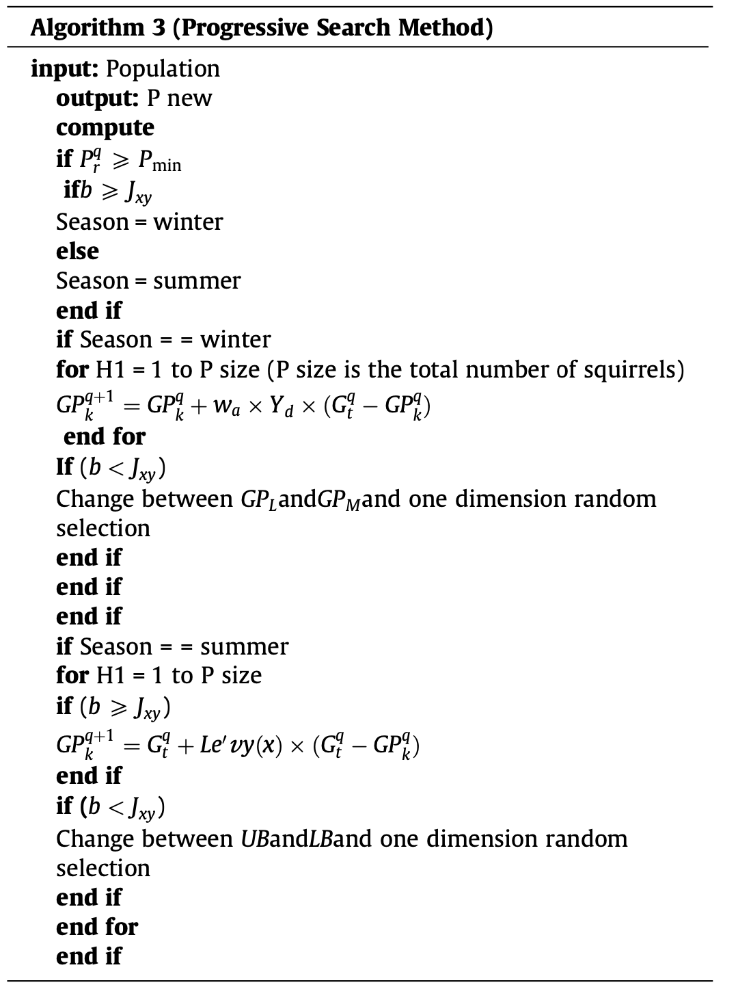 Algorithm 3 (Progressive Search Method)
input: Population
output: P new
compute
if $P_r^q \geqslant P_{\min}$
if$b \geqslant J_{xy}$
Season = winter
else
Season = summer
end if
if Season = = winter
for H1 = 1 to P size (P size is the total number of squirrels)
$GP_k^{q+1} = GP_k^q + w_a \times Y_d \times (G_t^q - GP_k^q)$
end for
If $(b < J_{xy})$
Change between $GP_L$and$GP_M$and one dimension random
selection
end if
end if
end if
if Season = = summer
for H1 = 1 to P size
if $(b \geqslant J_{xy})$
$GP_k^{q+1} = G_t^q + Le'vy(x) \times (G_t^q - GP_k^q)$
end if
if $(b < J_{xy})$
Change between UBandLBand one dimension random
selection
end if
end for
end if